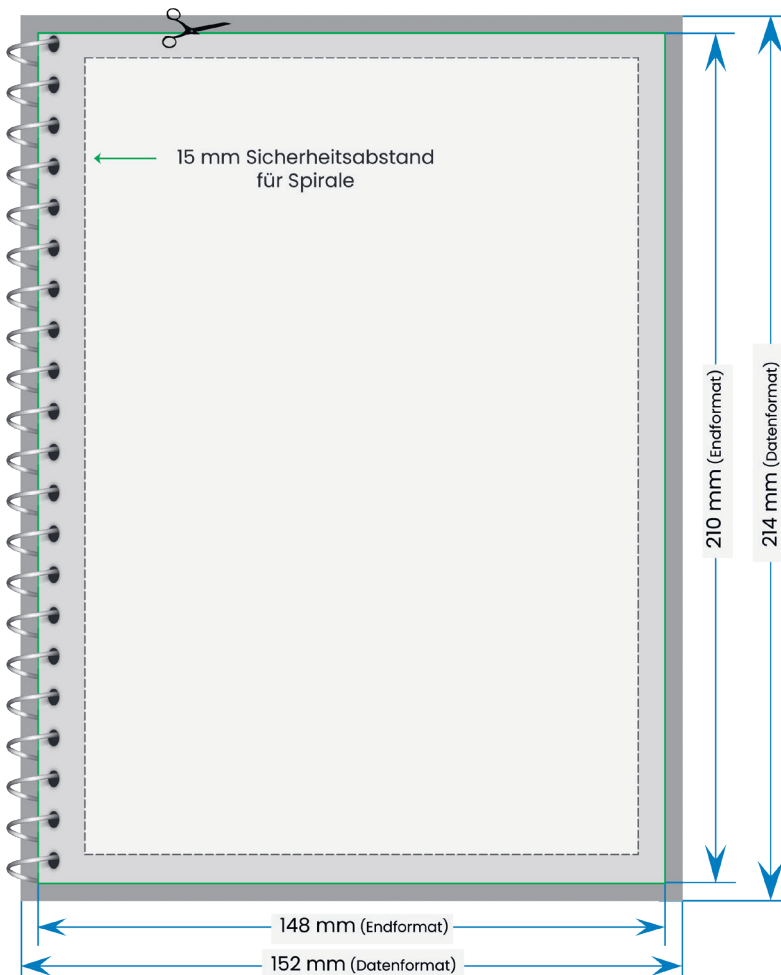 15 mm Sicherheitsabstand
für Spirale
210 mm (Endformat)
214 mm (Datenformat)
148 mm (Endformat)
152 mm (Datenformat)